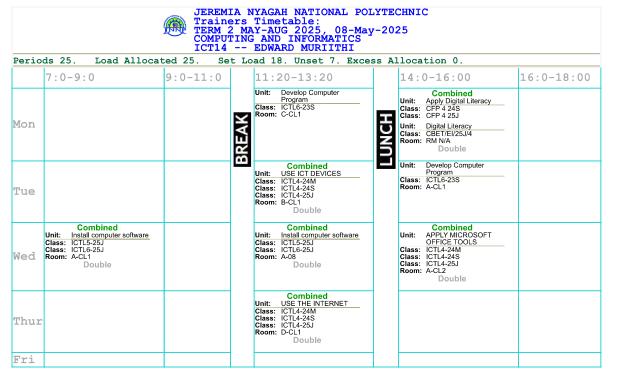 JEREMIA NYAGAH NATIONAL POLYTECHNIC
Trainers Timetable:
TERM 2 MAY-AUG 2025, 08-May-2025
COMPUTING AND INFORMATICS
ICT14 -- EDWARD MURIITHI
Periods 25. Load Allocated 25. Set Load 18. Unset 7. Excess Allocation 0.
7:0-9:0 9:0-11:0 11:20-13:20 14:0-16:00 16:0-18:00
BREAK
LUNCH
Mon
Unit: Develop Computer
Program
Class: ICTL6-23S
Room: C-CL1
Combined
Unit: Apply Digital Literacy
Class: CFP 4 24S
Class: CFP 4 25J
Unit: Digital Literacy
Class: CBET/EI/25J/4
Room: RM N/A
Double
Tue
Combined
Unit: USE ICT DEVICES
Class: ICTL4-24M
Class: ICTL4-24S
Class: ICTL4-25J
Room: B-CL1
Double
Unit: Develop Computer
Program
Class: ICTL6-23S
Room: A-CL1
Wed
Combined
Unit: Install computer software
Class: ICTL5-25J
Class: ICTL6-25J
Room: A-CL1
Double
Combined
Unit: Install computer software
Class: ICTL5-25J
Class: ICTL6-25J
Room: A-08
Double
Combined
Unit: APPLY MICROSOFT
OFFICE TOOLS
Class: ICTL4-24M
Class: ICTL4-24S
Class: ICTL4-25J
Room: A-CL2
Double
Thur
Combined
Unit: USE THE INTERNET
Class: ICTL4-24M
Class: ICTL4-24S
Class: ICTL4-25J
Room: D-CL1
Double
Fri